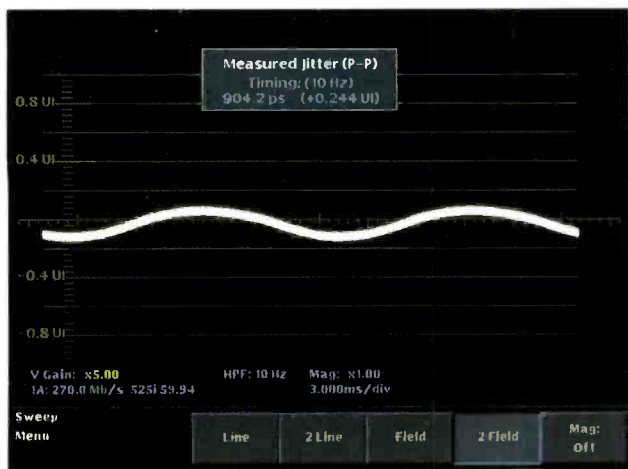 Measured Jitter (P-P)
Timing: (10 Hz)
904.2 ps (+0.244 UI)
0.8 UI
0.4 UI
-0.4 UI
-0.8 UI
V Gain: x5.00 HPF: 10 Hz Mag: x1.00
1A: 270.0 Mb/s 525i 59.94 3.000ms/div
Sweep
Menu
Line 2 Line Field 2 Field Mag:
Off